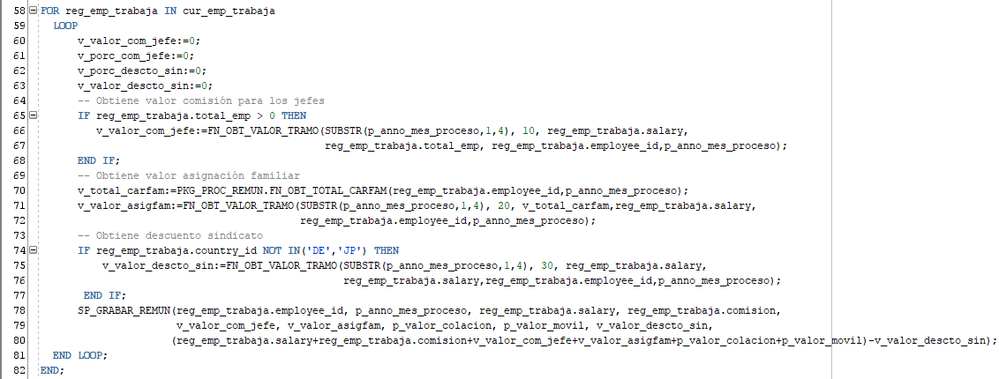 58 FOR reg_emp_trabaja IN cur_emp_trabaja
59 LOOP
60 v_valor_com_jefe:=0;
61 v_porc_com_jefe:=0;
62 v_porc_descto_sin:=0;
63 v_valor_descto_sin:=0;
64 -- Obtiene valor comisión para los jefes
65 IF reg_emp_trabaja.total_emp > 0 THEN
66 v_valor_com_jefe:=FN_OBT_VALOR_TRAMO(SUBSTR(p_anno_mes_proceso,1,4), 10, reg_emp_trabaja.salary,
67 reg_emp_trabaja.total_emp, reg_emp_trabaja.employee_id,p_anno_mes_proceso);
68 END IF;
69 -- Obtiene valor asignación familiar
70 v_total_carfam:=PKG_PROC_REMUN.FN_OBT_TOTAL_CARFAM(reg_emp_trabaja.employee_id,p_anno_mes_proceso);
71 v_valor_asigfam:=FN_OBT_VALOR_TRAMO(SUBSTR(p_anno_mes_proceso,1,4), 20, v_total_carfam,reg_emp_trabaja.salary,
72 reg_emp_trabaja.employee_id,p_anno_mes_proceso);
73 -- Obtiene descuento sindicato
74 IF reg_emp_trabaja.country_id NOT IN('DE','JP') THEN
75 v_valor_descto_sin:=FN_OBT_VALOR_TRAMO(SUBSTR(p_anno_mes_proceso,1,4), 30, reg_emp_trabaja.salary,
76 reg_emp_trabaja.salary,reg_emp_trabaja.employee_id,p_anno_mes_proceso);
77 END IF;
78 SP_GRABAR_REMUN(reg_emp_trabaja.employee_id, p_anno_mes_proceso, reg_emp_trabaja.salary, reg_emp_trabaja.comision,
79 v_valor_com_jefe, v_valor_asigfam, p_valor_colacion, p_valor_movil, v_valor_descto_sin,
80 (reg_emp_trabaja.salary+reg_emp_trabaja.comision+v_valor_com_jefe+v_valor_asigfam+p_valor_colacion+p_valor_movil)-v_valor_descto_sin);
81 END LOOP;
82 END;